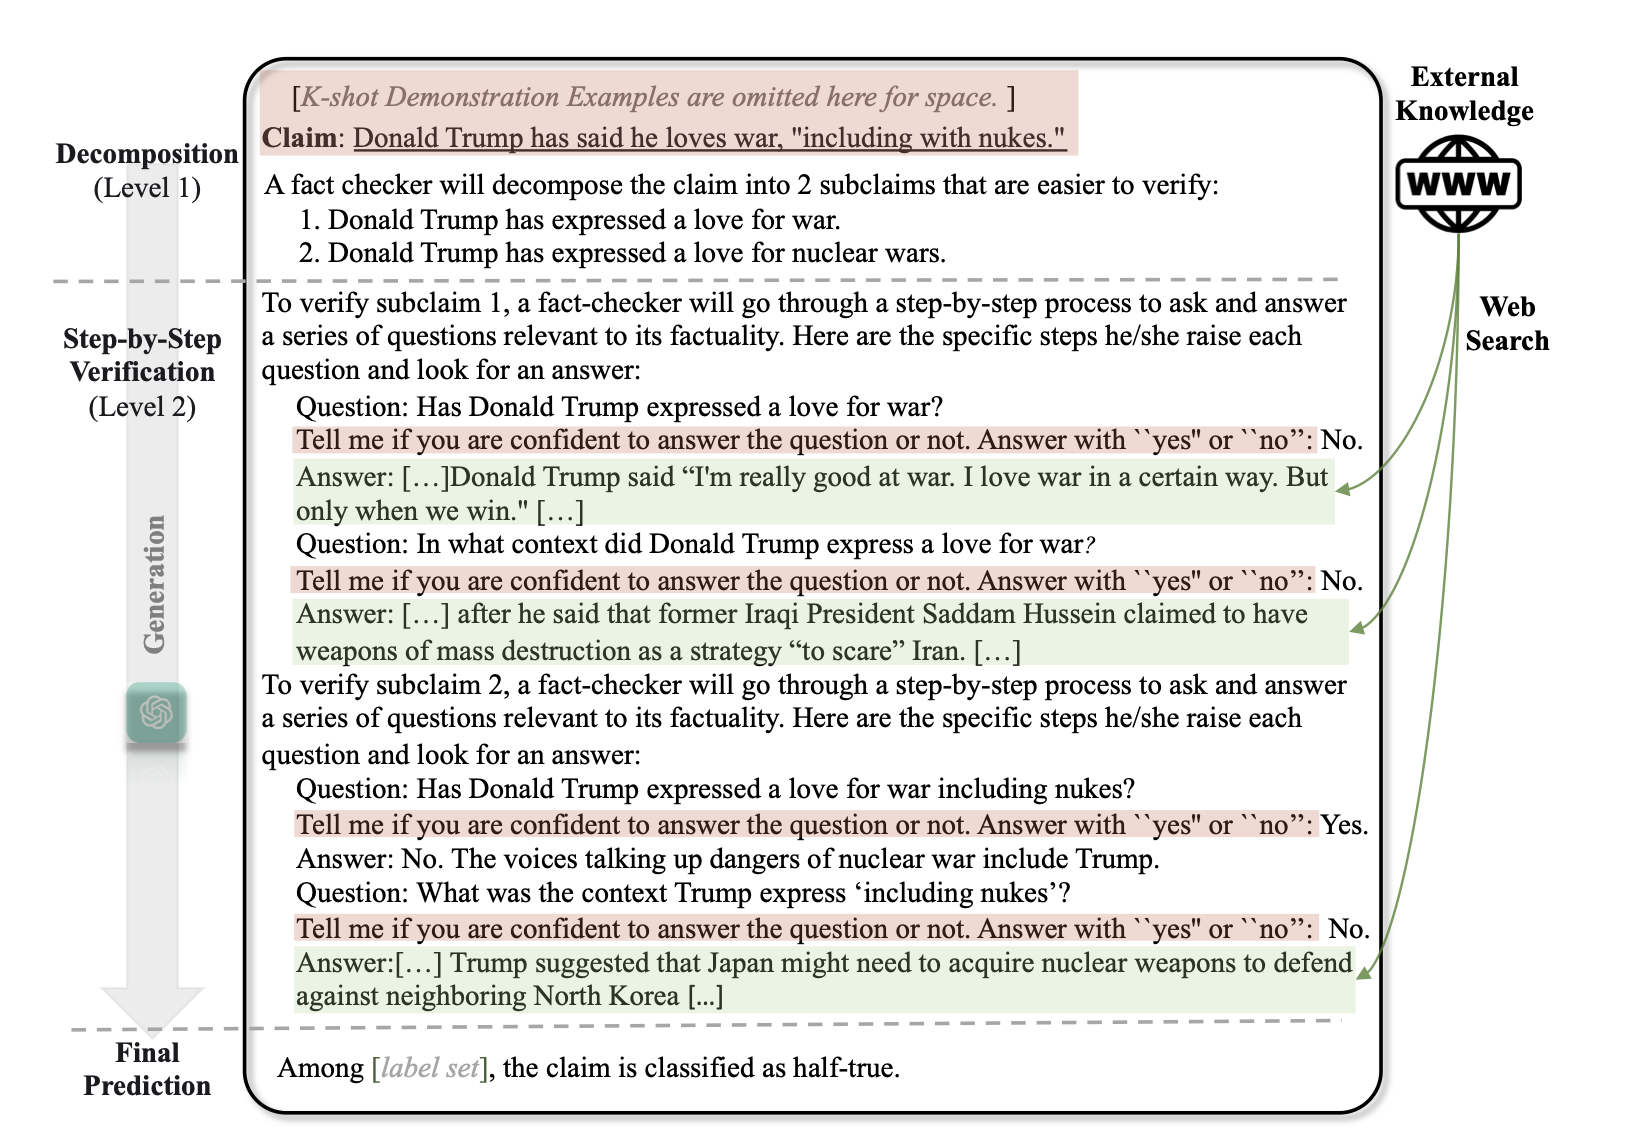 External
Knowledge
WWW
Web
Search
Decomposition
(Level 1)
Step-by-Step
Verification
(Level 2)
Generation
Final
Prediction
[K-shot Demonstration Examples are omitted here for space. ]
Claim: Donald Trump has said he loves war, "including with nukes."
A fact checker will decompose the claim into 2 subclaims that are easier to verify:
1. Donald Trump has expressed a love for war.
2. Donald Trump has expressed a love for nuclear wars.
To verify subclaim 1, a fact-checker will go through a step-by-step process to ask and answer
a series of questions relevant to its factuality. Here are the specific steps he/she raise each
question and look for an answer:
Question: Has Donald Trump expressed a love for war?
Tell me if you are confident to answer the question or not. Answer with ``yes" or ``no”: No.
Answer: […]Donald Trump said “I'm really good at war. I love war in a certain way. But
only when we win." […]
Question: In what context did Donald Trump express a love for war?
Tell me if you are confident to answer the question or not. Answer with ``yes" or ``no”: No.
Answer: […] after he said that former Iraqi President Saddam Hussein claimed to have
weapons of mass destruction as a strategy “to scare” Iran. […]
To verify subclaim 2, a fact-checker will go through a step-by-step process to ask and answer
a series of questions relevant to its factuality. Here are the specific steps he/she raise each
question and look for an answer:
Question: Has Donald Trump expressed a love for war including nukes?
Tell me if you are confident to answer the question or not. Answer with ``yes" or ``no”: Yes.
Answer: No. The voices talking up dangers of nuclear war include Trump.
Question: What was the context Trump express ‘including nukes’?
Tell me if you are confident to answer the question or not. Answer with ``yes" or ``no”: No.
Answer:[…] Trump suggested that Japan might need to acquire nuclear weapons to defend
against neighboring North Korea [...]
Among [label set], the claim is classified as half-true.